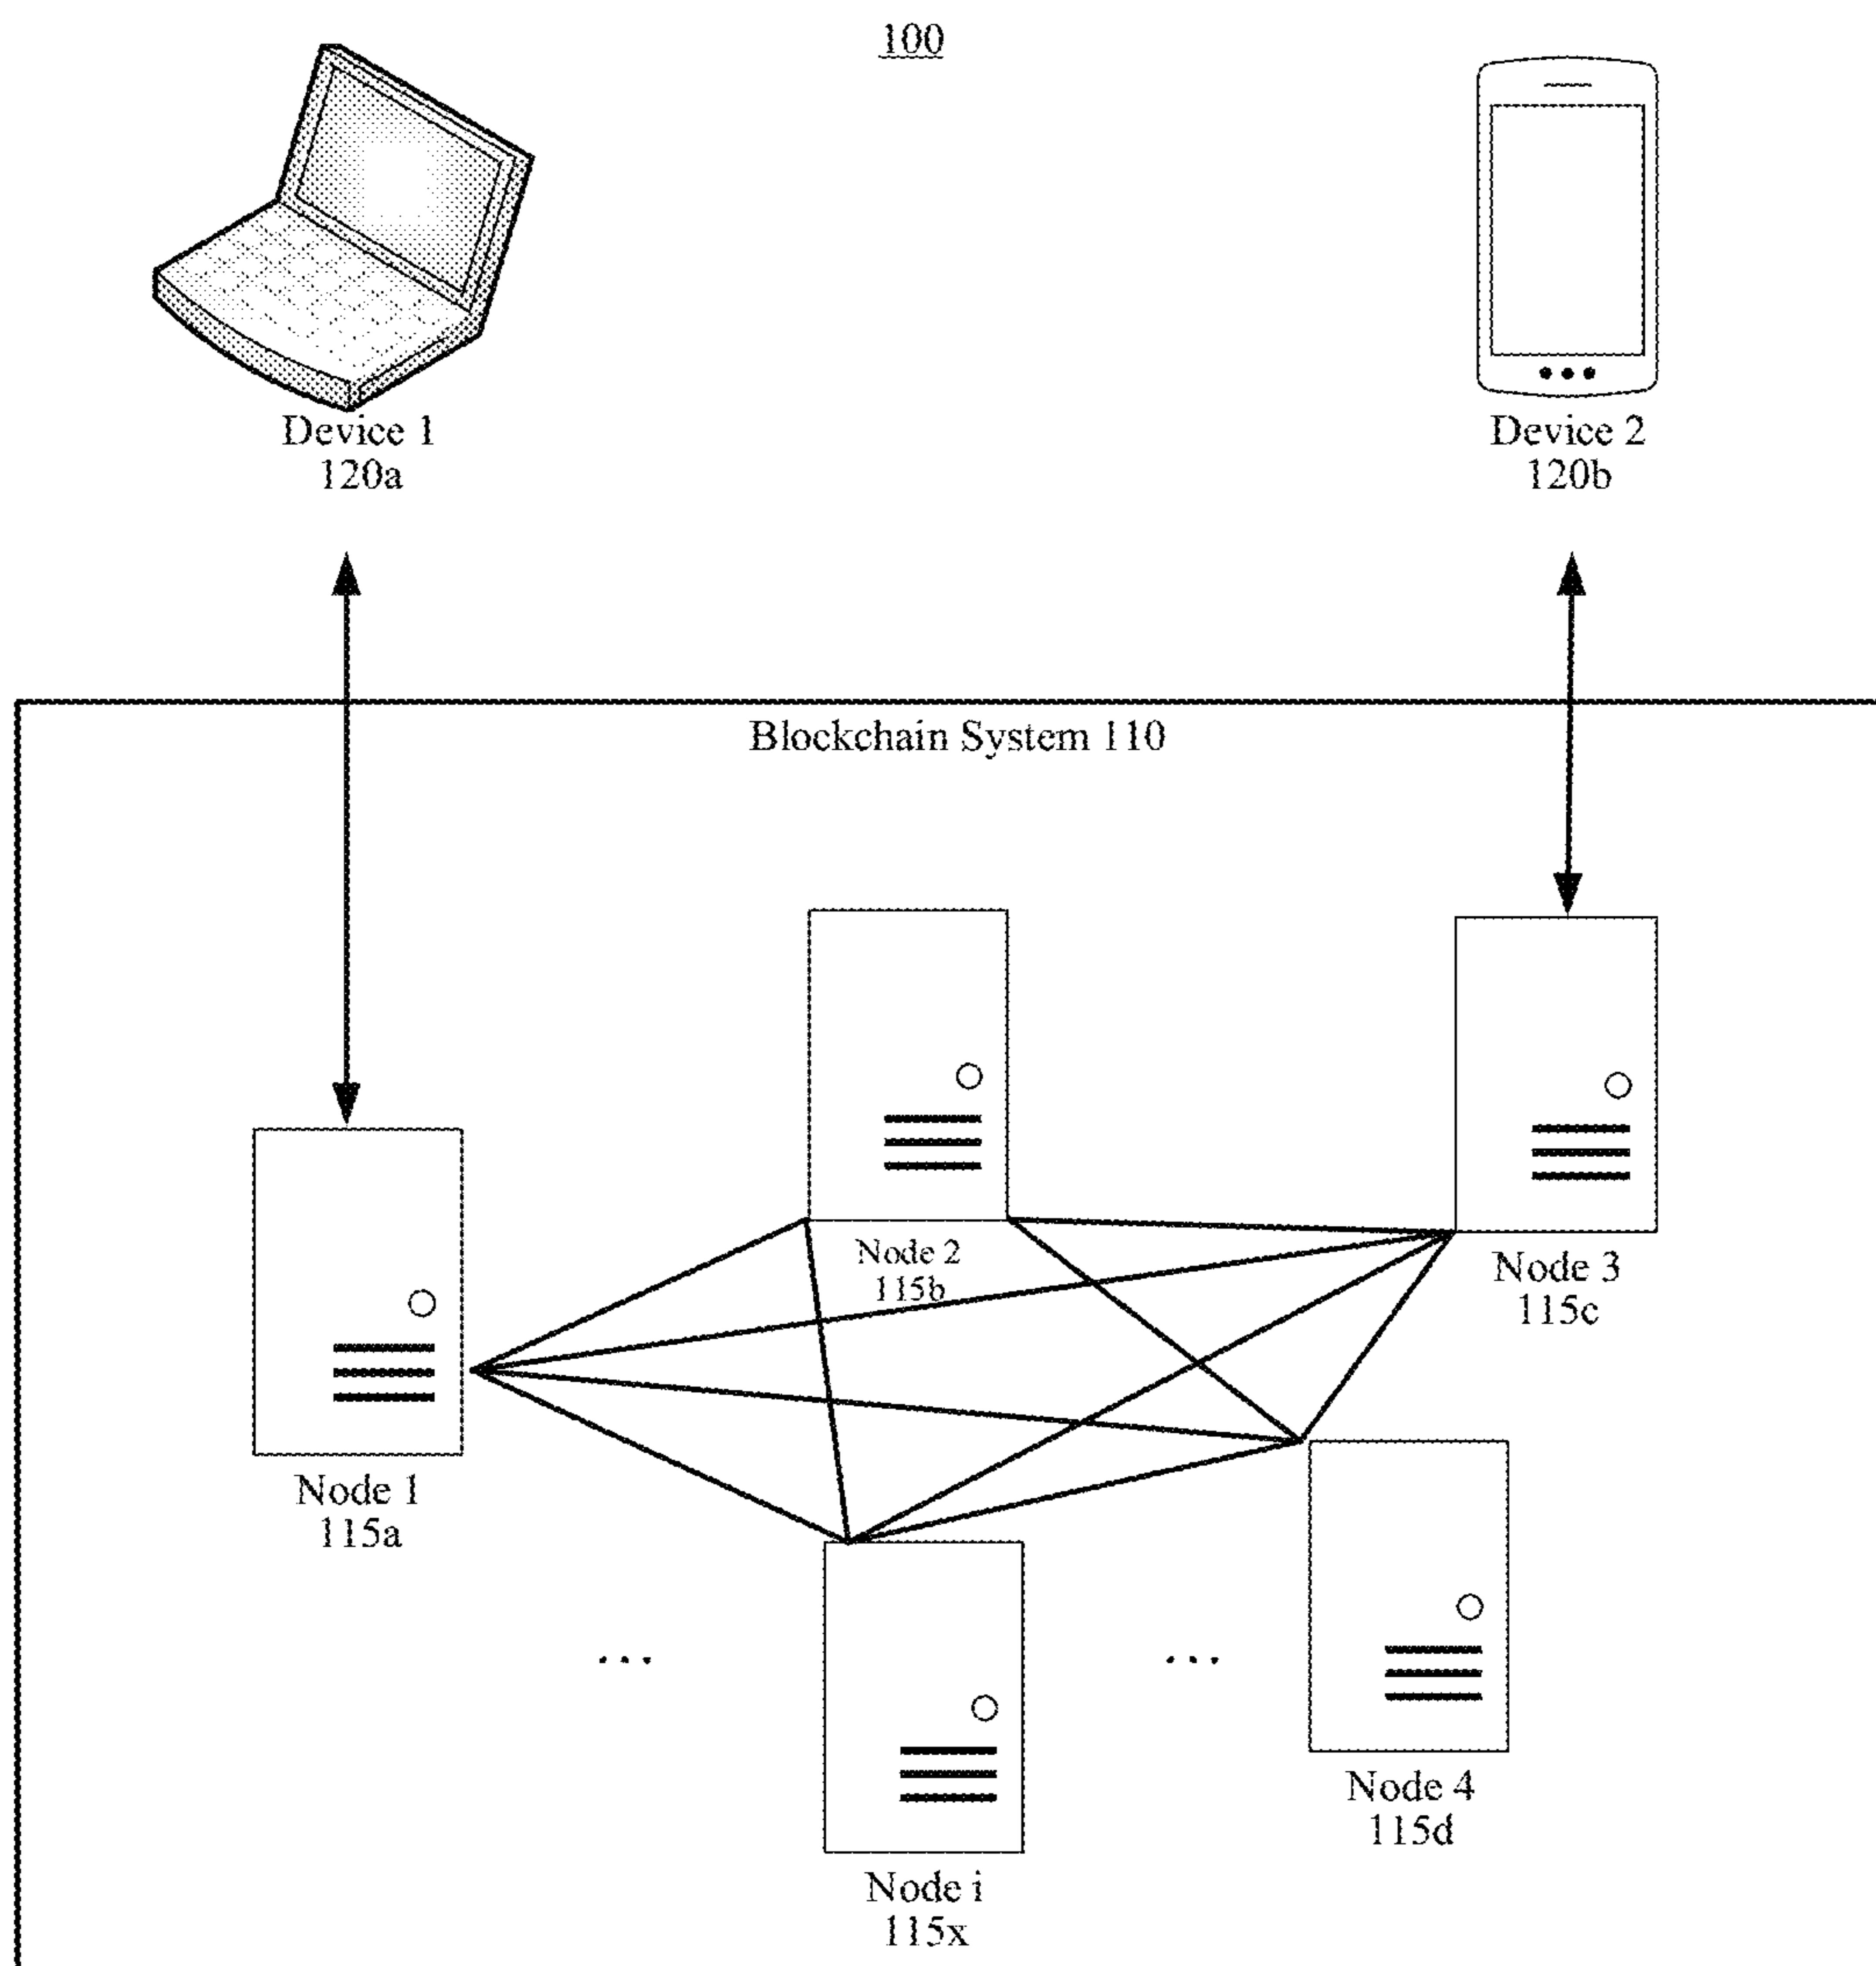 100
Device 1
120a
Device 2
120b
Blockchain System 110
Node 2
115b
Node 3
115c
Node 1
115a
...
...
Node 4
115d
Node i
115x